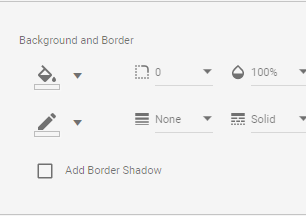 Background and Border
0 100%
None Solid
Add Border Shadow